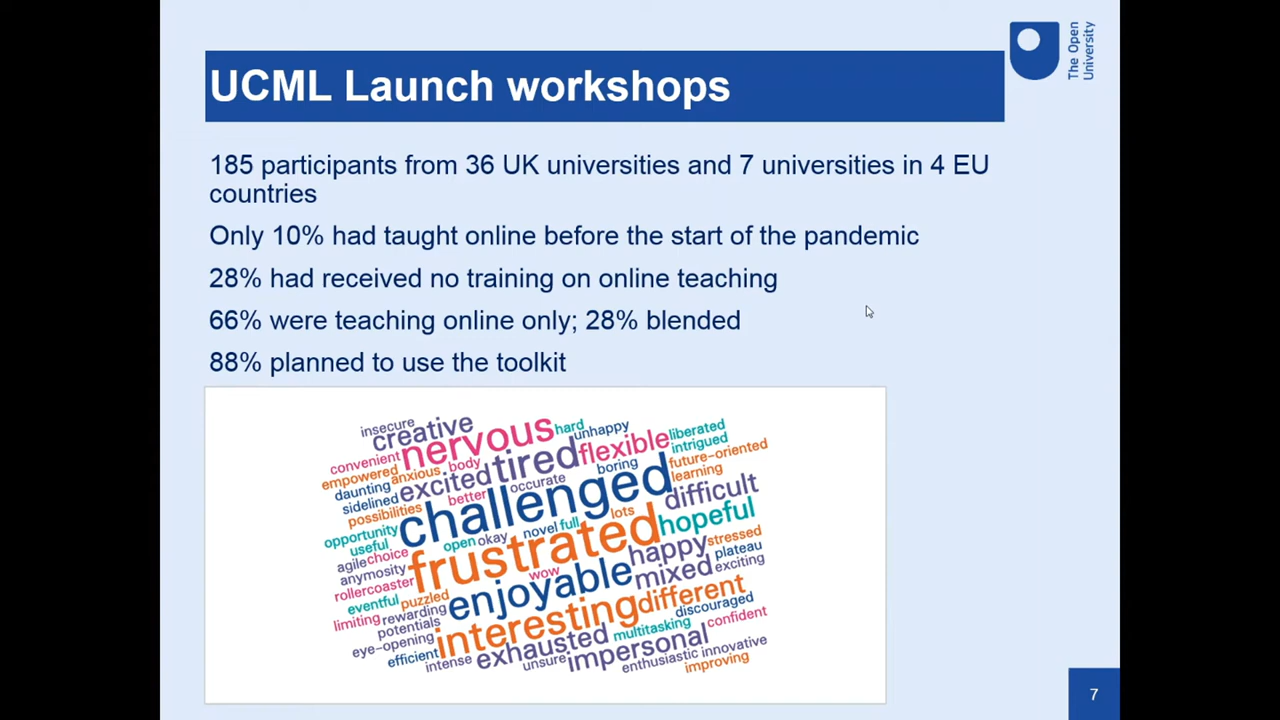 The Open
University
UCML Launch workshops
185 participants from 36 UK universities and 7 universities in 4 EU
countries
Only 10% had taught online before the start of the pandemic
28% had received no training on online teaching
66% were teaching online only; 28% blended
88% planned to use the toolkit
insecure
creative
nervous
hard
unhappy
liberated
convenient
body
tired
flexible
intrigued
empowered
anxious
excited
boring
future-oriented
daunting
better
occurate
learning
sidelined
challenged
difficult
possibilities
lots
hopeful
opportunity
open
okay
novel
full
useful
frustrated
happy
stressed
agile
choice
plateau
anymosity
wow
mixed
exciting
rollercoaster
enjoyable
eventful
puzzled
different
limiting
rewarding
interesting
discouraged
potentials
multitasking
confident
eye-opening
exhausted
impersonal
efficient
intense
unsure
enthusiastic
innovative
improving
7